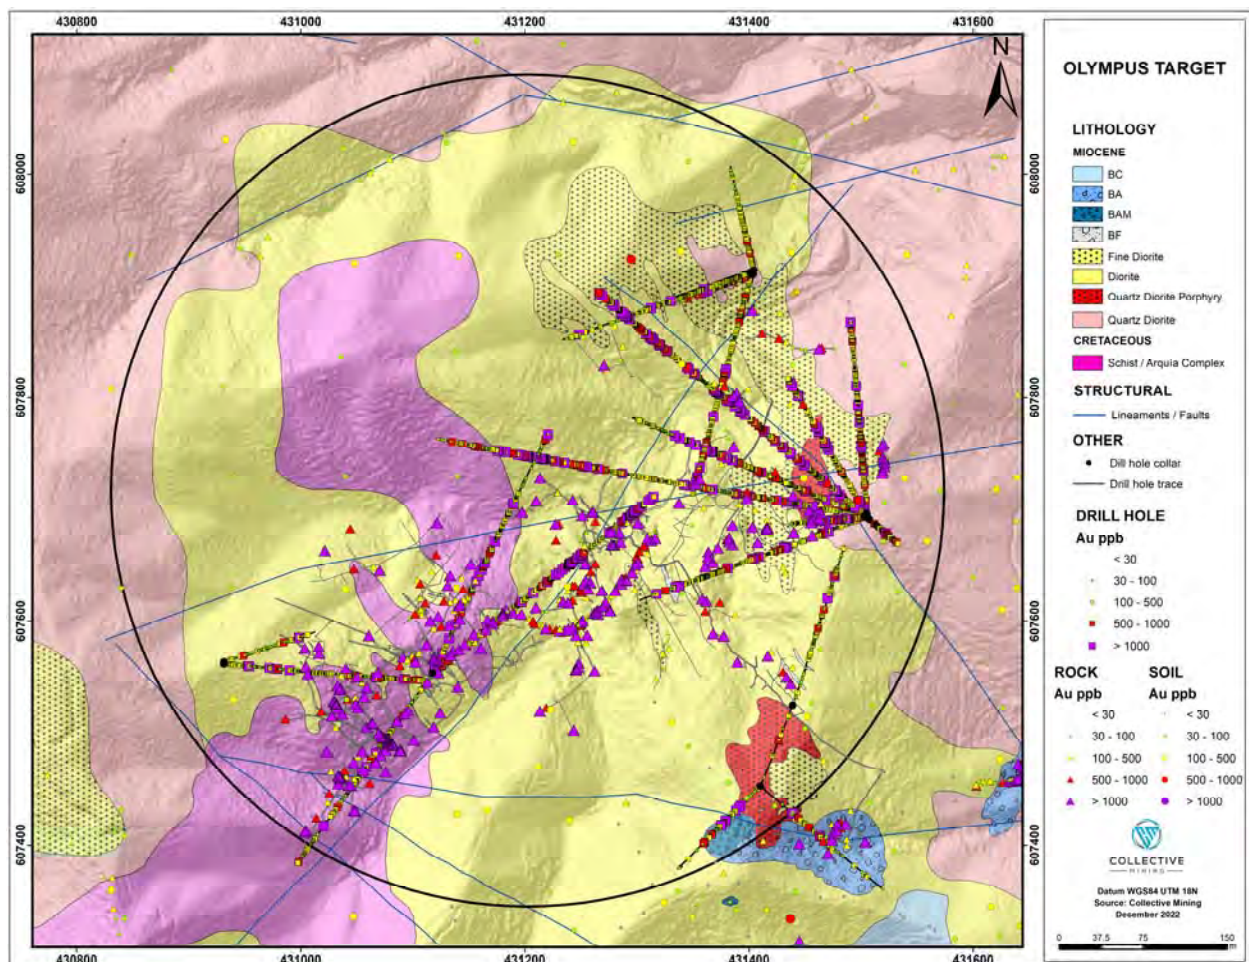 430800
431000
431200
431400
431600
608000
607800
607600
607400
N
608000
607800
607600
607400
430800
431000
431200
431400
431600
OLYMPUS TARGET
LITHOLOGY
MIOCENE
BC
BA
BAM
BF
Fine Diorite
Diorite
Quartz Diorite Porphyry
Quartz Diorite
CRETACEOUS
Schist / Arquia Complex
STRUCTURAL
Lineaments / Faults
OTHER
Dill hole collar
Drill hole trace
DRILL HOLE
Au ppb
< 30
30 - 100
100 - 500
500 - 1000
> 1000
ROCK SOIL
Au ppb Au ppb
< 30 < 30
30 - 100 30 - 100
100 - 500 100 - 500
500 - 1000 500 - 1000
> 1000 > 1000
COLLECTIVE
MINING
Datum WGS84 UTM 18N
Source: Collective Mining
Desember 2022
0 37.5 75 150
m